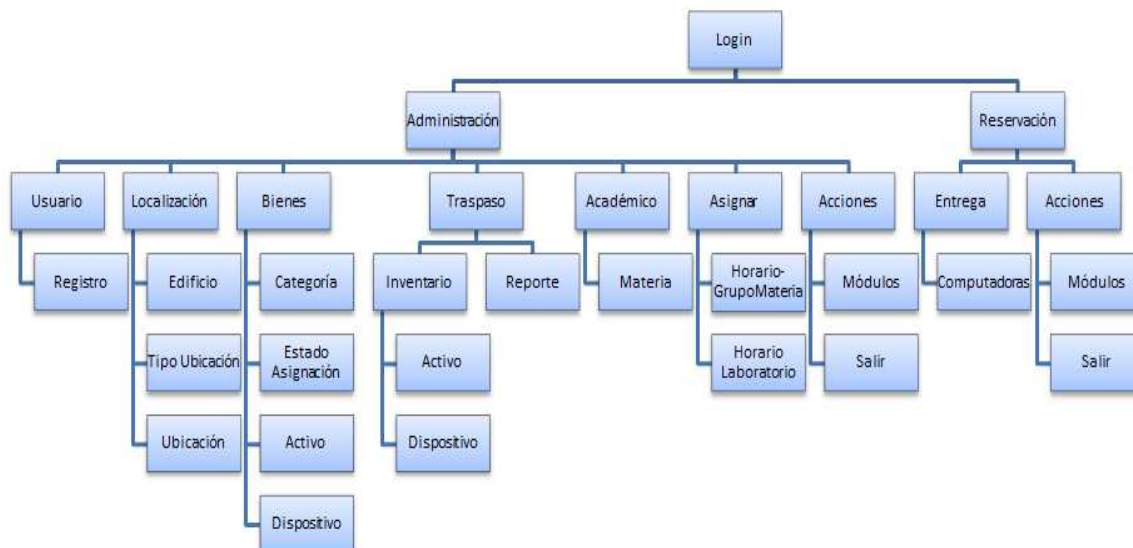 Login
Administración
Reservación
Usuario
Localización
Bienes
Traspaso
Académico
Asignar
Acciones
Entrega
Acciones
Registro
Edificio
Categoría
Inventario
Reporte
Materia
Horario-
GrupoMateria
Módulos
Computadoras
Módulos
Tipo Ubicación
Estado
Asignación
Activo
Horario
Laboratorio
Salir
Salir
Ubicación
Activo
Dispositivo
Dispositivo